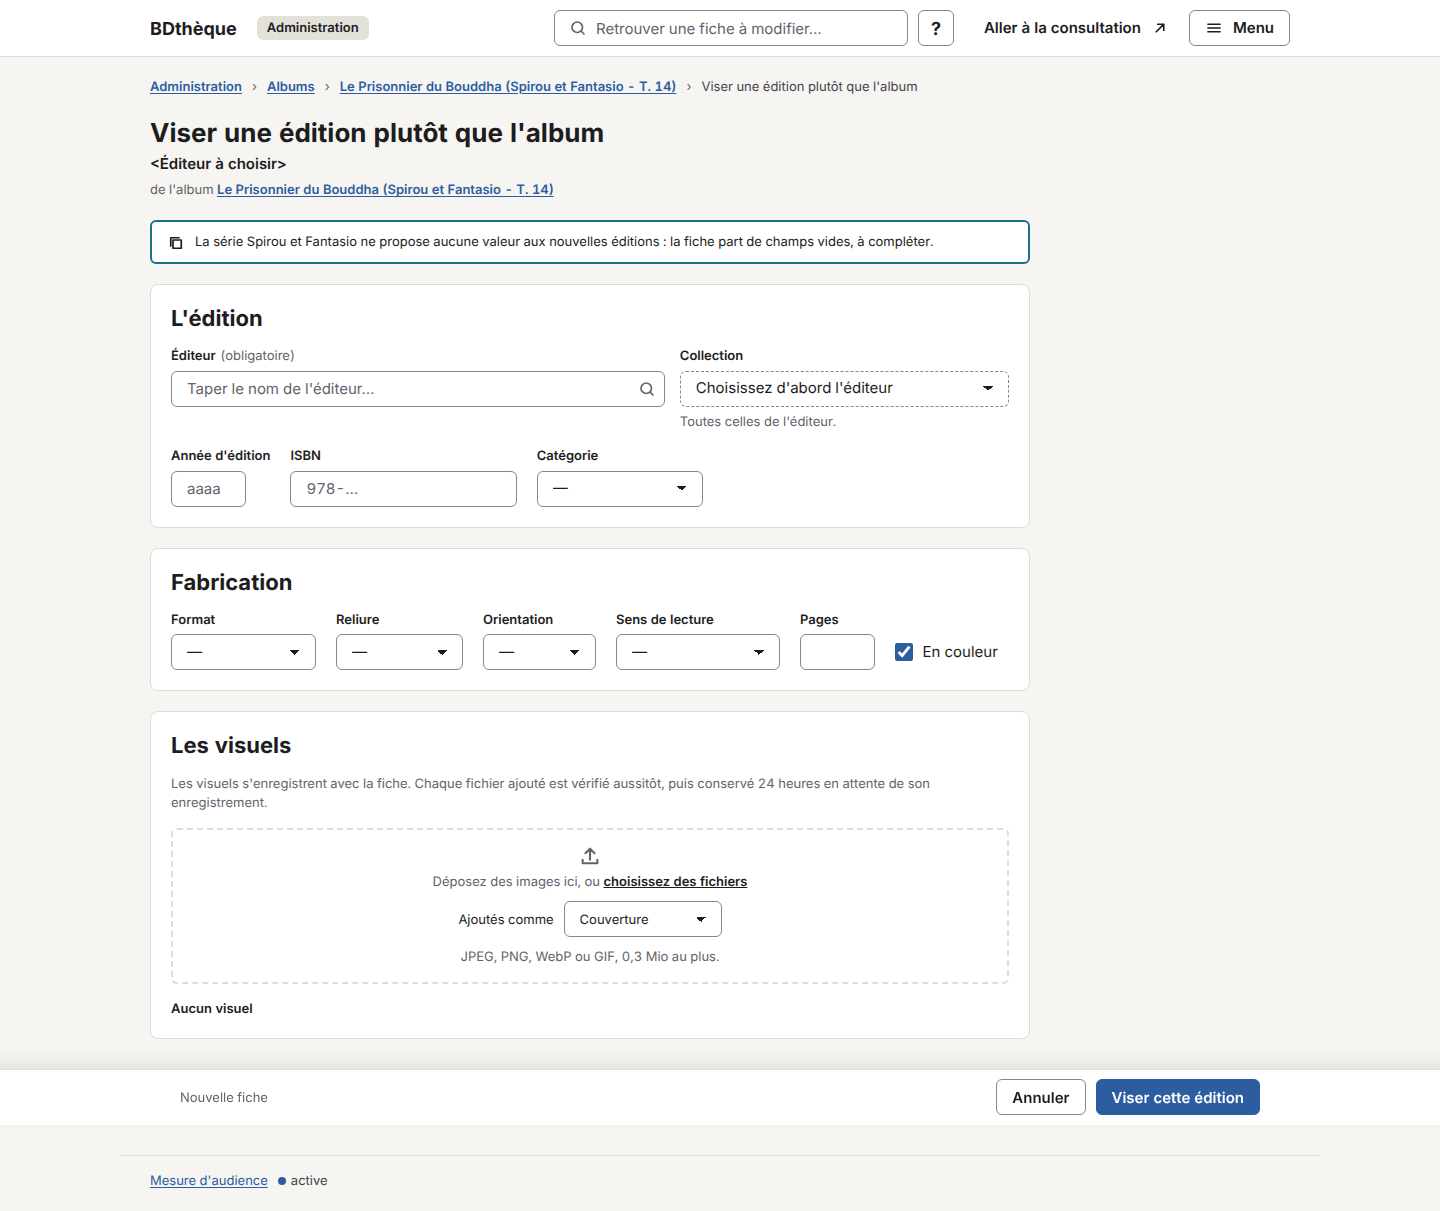 BDthèque
Administration
Retrouver une fiche à modifier...
?
Aller à la consultation
Menu
Administration › Albums › Le Prisonnier du Bouddha (Spirou et Fantasio - T. 14) › Viser une édition plutôt que l'album
Viser une édition plutôt que l'album
<Éditeur à choisir>
de l'album Le Prisonnier du Bouddha (Spirou et Fantasio - T. 14)
La série Spirou et Fantasio ne propose aucune valeur aux nouvelles éditions : la fiche part de champs vides, à compléter.
L'édition
Éditeur (obligatoire)
Collection
Taper le nom de l'éditeur...
Choisissez d'abord l'éditeur
Toutes celles de l'éditeur.
Année d'édition
ISBN
Catégorie
aaaa
978-...
—
Fabrication
Format
Reliure
Orientation
Sens de lecture
Pages
—
—
—
—
En couleur
Les visuels
Les visuels s'enregistrent avec la fiche. Chaque fichier ajouté est vérifié aussitôt, puis conservé 24 heures en attente de son
enregistrement.
Déposez des images ici, ou choisissez des fichiers
Ajoutés comme
Couverture
JPEG, PNG, WebP ou GIF, 0,3 Mio au plus.
Aucun visuel
Nouvelle fiche
Annuler
Viser cette édition
Mesure d'audience
active